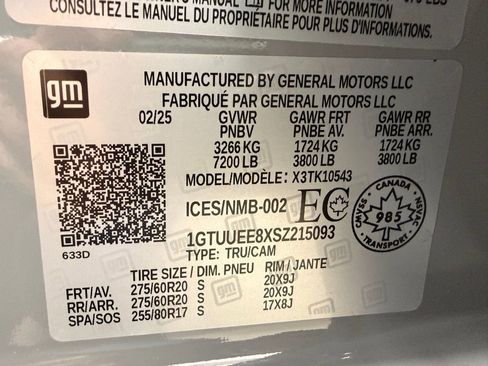 CONSULTEZ LE MANUEL DU PROPRIÉTAIRE POUR
PLUS D'INFORMATIONS.
gm
MANUFACTURED BY GENERAL MOTORS LLC
FABRIQUÉ PAR GENERAL MOTORS LLC
02/25 GVWR GAWR FRT GAWR RR
PNBV PNBE AV. PNBE ARR.
3266 KG 1724 KG 1724 KG
7200 LB 3800 LB 3800 LB
MODEL/MODÈLE: X3TK10543
ICES/NMB-002 EC
CANADA
CMVSS 985 NSVAC
TRANSPORT
1GTUUEE8XSZ215093
633D
TYPE: TRU/CAM
TIRE SIZE / DIM. PNEU RIM / JANTE
FRT/AV. 275/60R20 S 20X9J
RR/ARR. 275/60R20 S 20X9J
SPA/SOS 255/80R17 S 17X8J